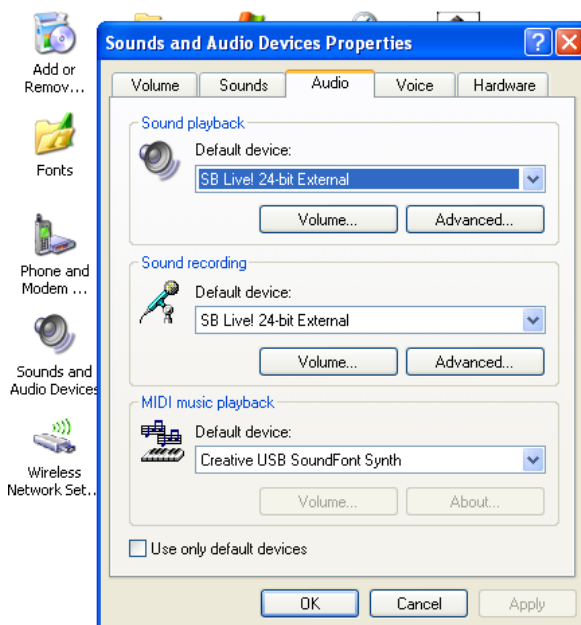 Add or
Remov...
Fonts
Phone and
Modem ...
Sounds and
Audio Devices
Wireless
Network Set...
Sounds and Audio Devices Properties
Volume
Sounds
Audio
Voice
Hardware
Sound playback
Default device:
SB Live! 24-bit External
Volume...
Advanced...
Sound recording
Default device:
SB Live! 24-bit External
Volume...
Advanced...
MIDI music playback
Default device:
Creative USB SoundFont Synth
Volume...
About...
Use only default devices
OK
Cancel
Apply